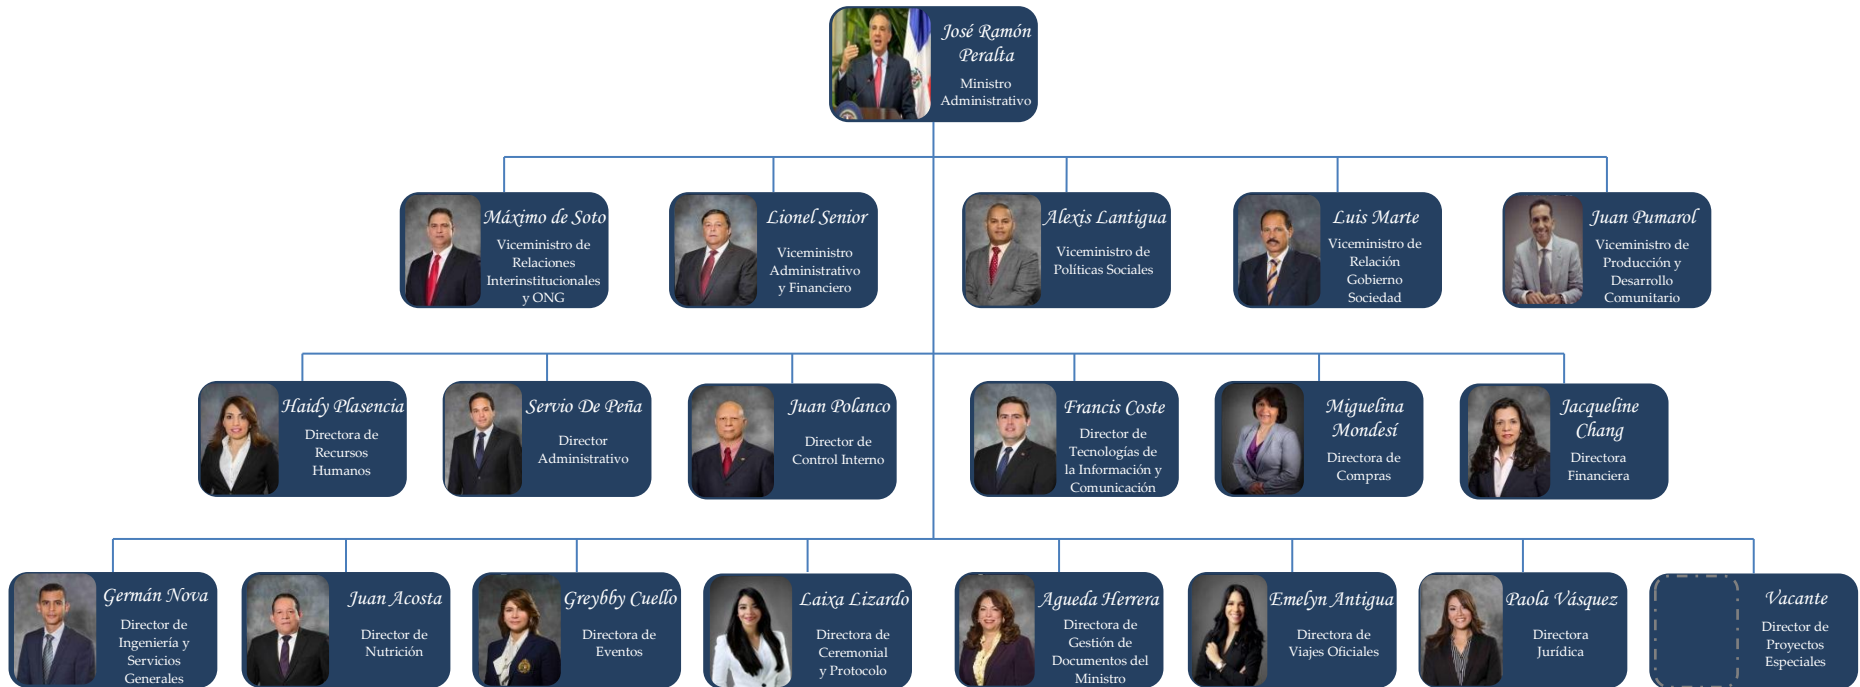 José Ramón
Peralta
Ministro
Administrativo
Máximo de Soto
Viceministro de
Relaciones
Interinstitucionales
y ONG
Lionel Senior
Viceministro
Administrativo
y Financiero
Alexis Lantigua
Viceministro de
Políticas Sociales
Luis Marte
Viceministro de
Relación
Gobierno
Sociedad
Juan Pumarol
Viceministro de
Producción y
Desarrollo
Comunitario
Haidy Plasencia
Directora de
Recursos
Humanos
Servio De Peña
Director
Administrativo
Juan Polanco
Director de
Control Interno
Francis Coste
Director de
Tecnologías de
la Información y
Comunicación
Miguelina
Mondesí
Directora de
Compras
Jacqueline
Chang
Directora
Financiera
Germán Nova
Director de
Ingeniería y
Servicios
Generales
Juan Acosta
Director de
Nutrición
Greybby Cuello
Directora de
Eventos
Laixa Lizardo
Directora de
Ceremonial
y Protocolo
Agueda Herrera
Directora de
Gestión de
Documentos del
Ministro
Emelyn Antigua
Directora de
Viajes Oficiales
Paola Vásquez
Directora
Jurídica
Vacante
Director de
Proyectos
Especiales